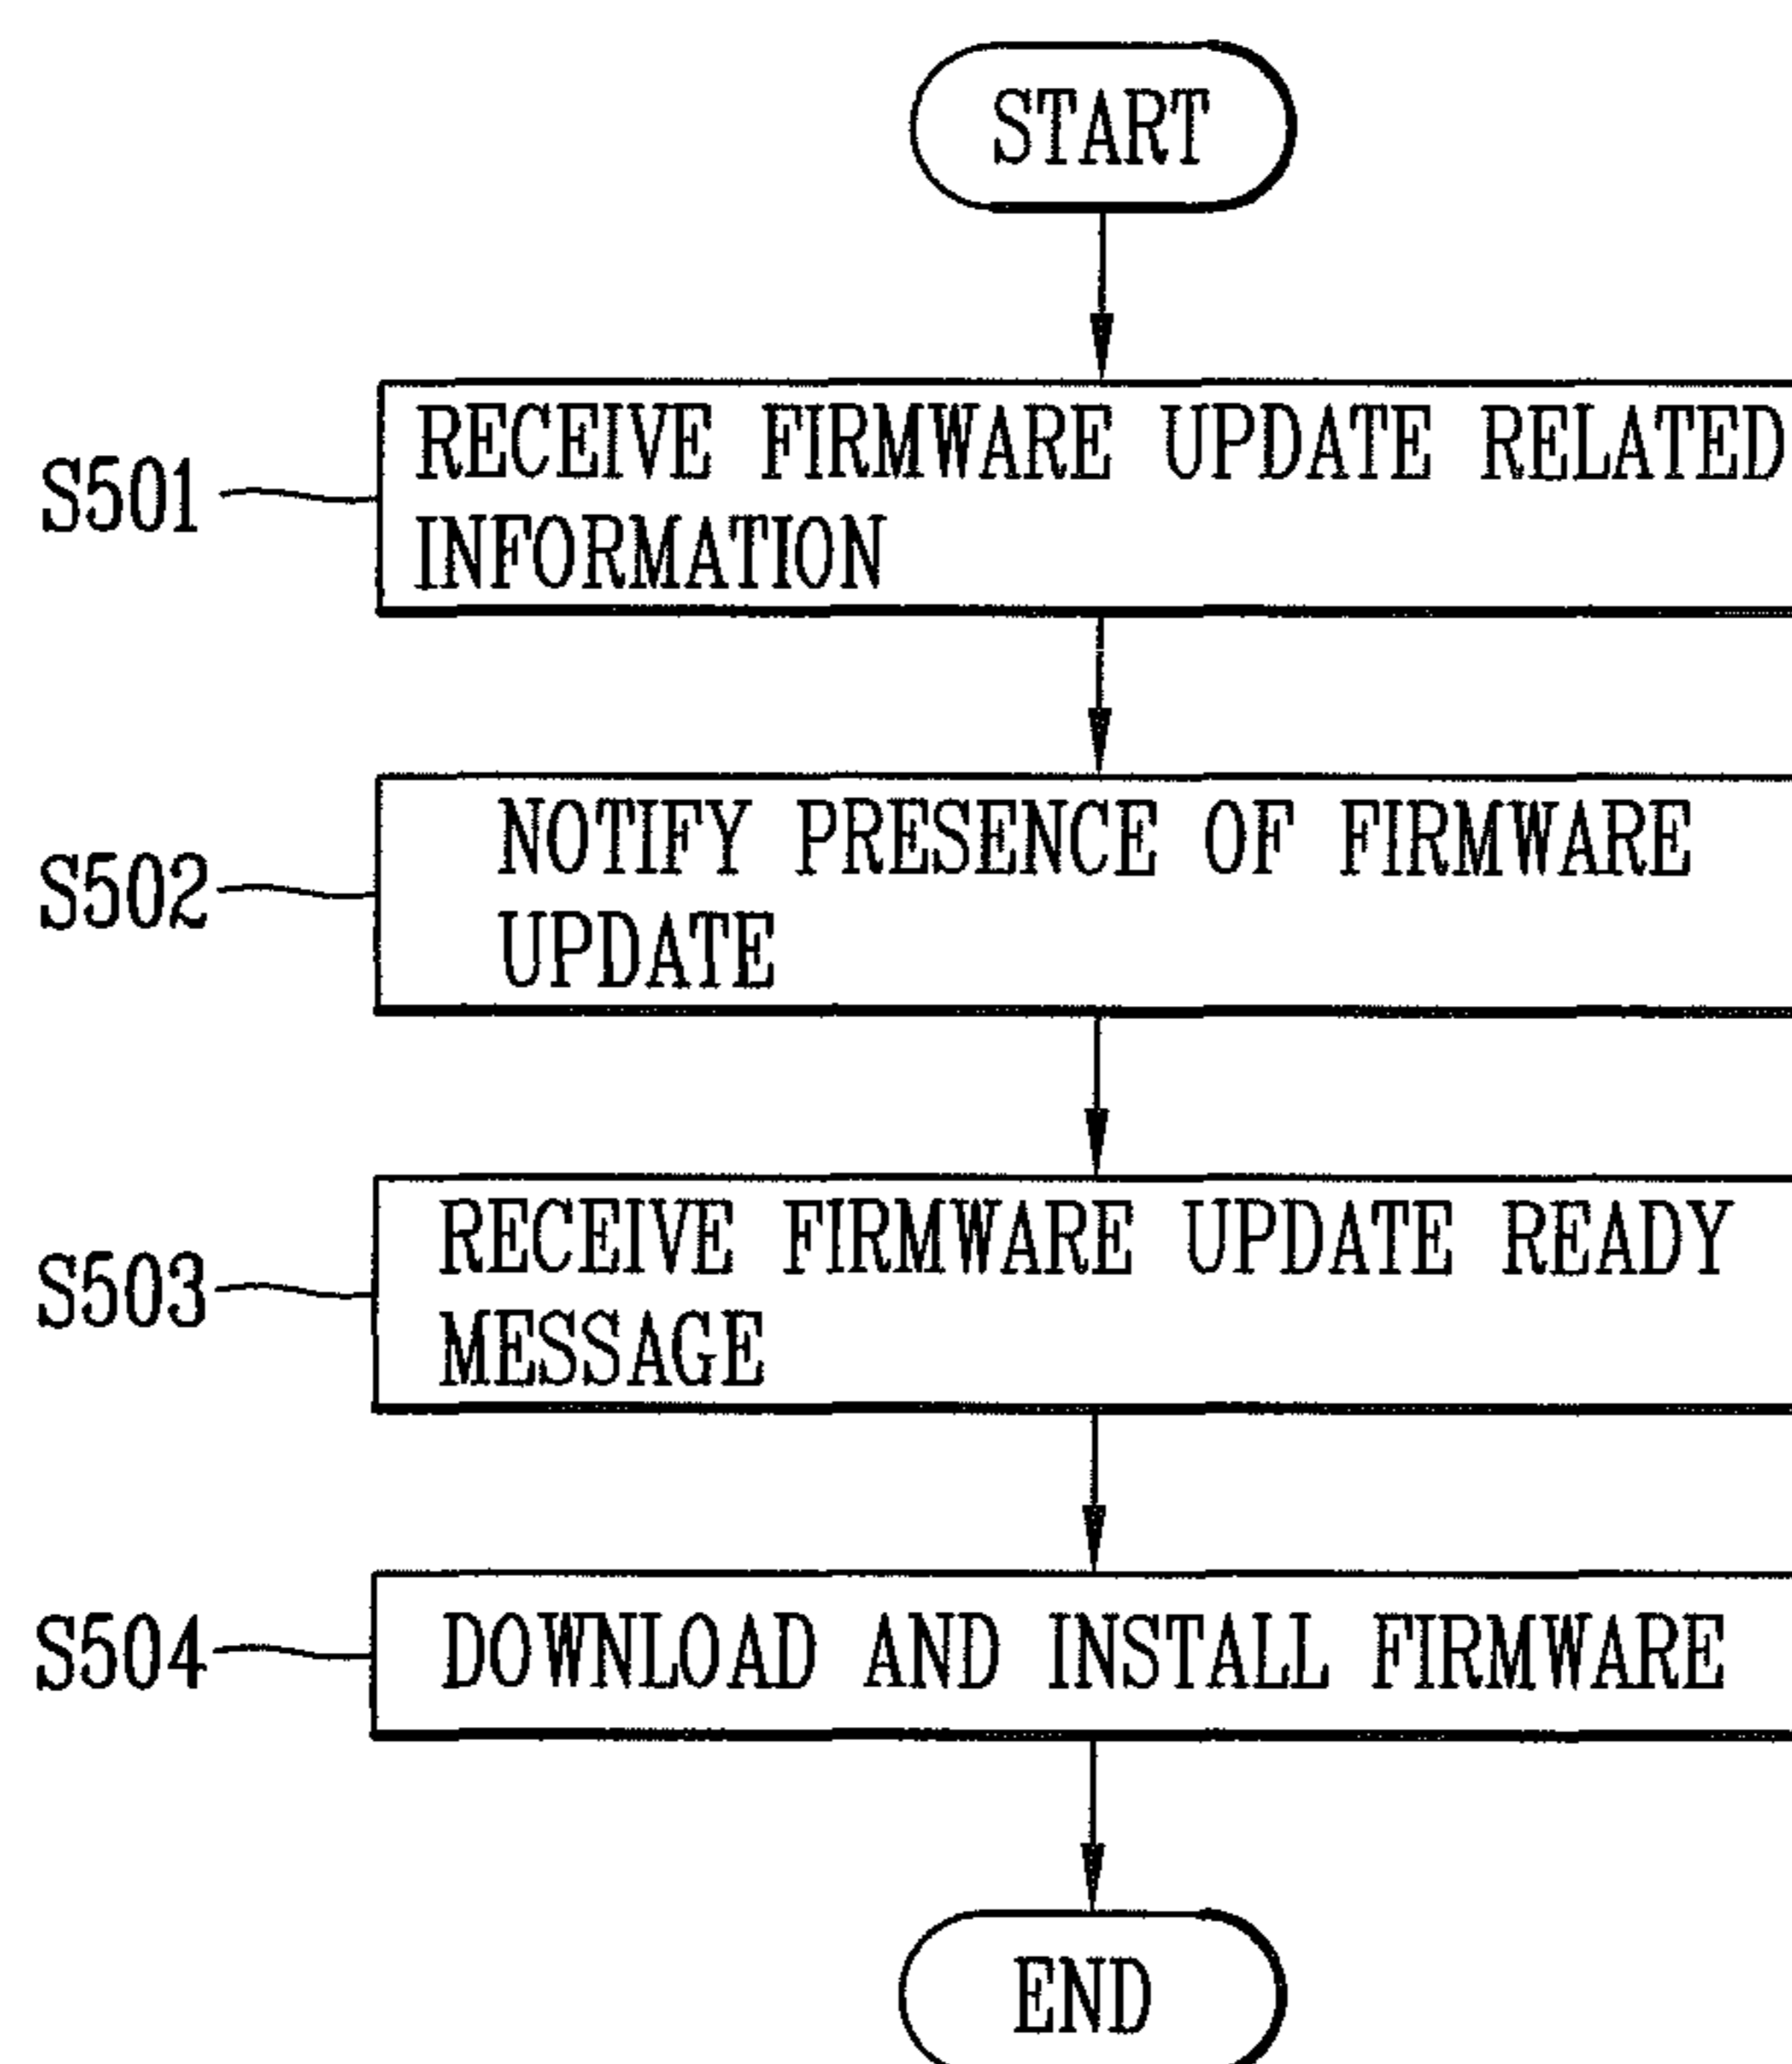 START
S501
RECEIVE FIRMWARE UPDATE RELATED
INFORMATION
S502
NOTIFY PRESENCE OF FIRMWARE
UPDATE
S503
RECEIVE FIRMWARE UPDATE READY
MESSAGE
S504
DOWNLOAD AND INSTALL FIRMWARE
END